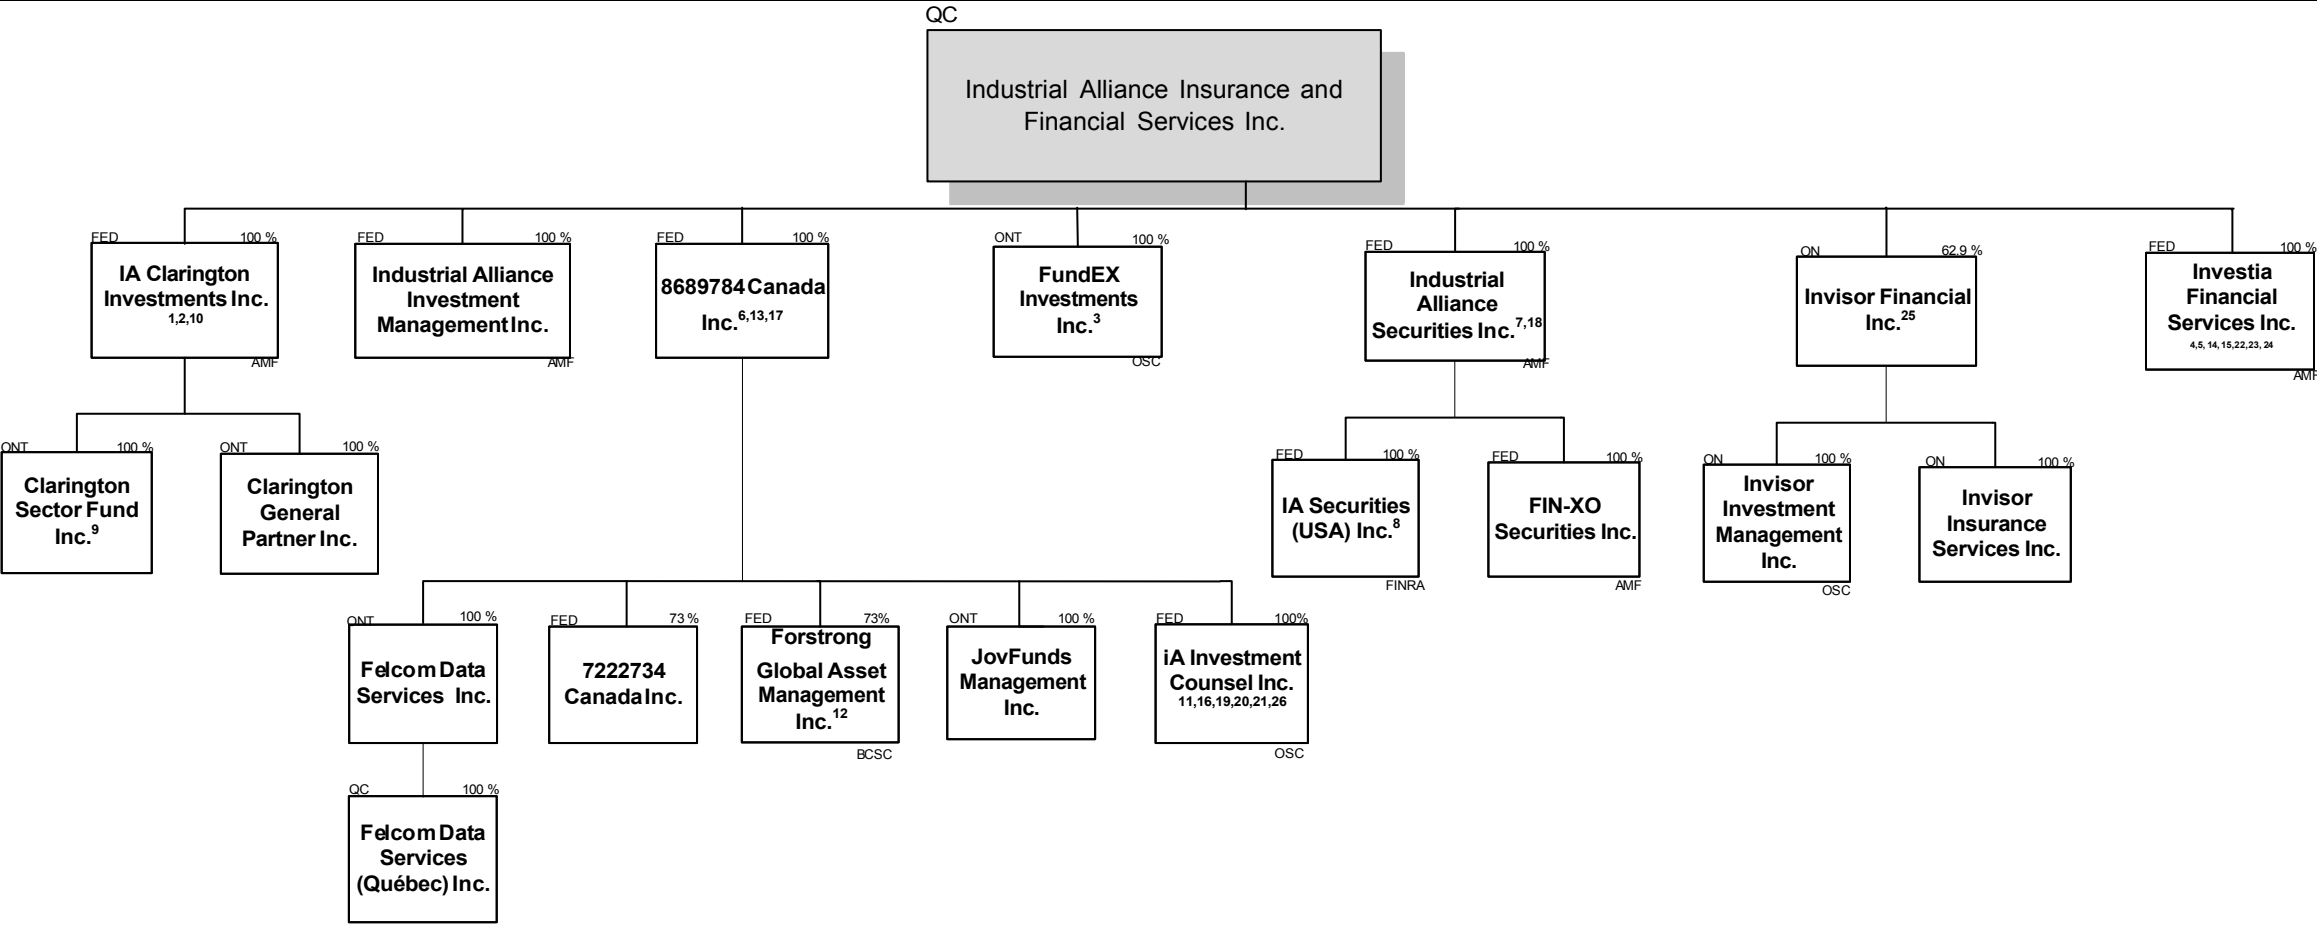 QC
Industrial Alliance Insurance and
Financial Services Inc.
FED 100 %
IA Clarington
Investments Inc.
1,2,10
AMF
FED 100 %
Industrial Alliance
Investment
Management Inc.
AMF
FED 100 %
8689784 Canada
Inc.6,13,17
ONT 100 %
FundEX
Investments
Inc.3
OSC
FED 100 %
Industrial
Alliance
Securities Inc.7,18
AMF
ON 62.9 %
Invisor Financial
Inc.25
FED 100 %
Investia
Financial
Services Inc.
4,5, 14, 15,22,23, 24
AMF
ONT 100 %
Clarington
Sector Fund
Inc.9
ONT 100 %
Clarington
General
Partner Inc.
FED 100 %
IA Securities
(USA) Inc.8
FINRA
FED 100 %
FIN-XO
Securities Inc.
AMF
ON 100 %
Invisor
Investment
Management
Inc.
OSC
ON 100 %
Invisor
Insurance
Services Inc.
ONT 100 %
Felcom Data
Services Inc.
FED 73 %
7222734
Canada Inc.
FED 73%
Forstrong
Global Asset
Management
Inc.12
BCSC
ONT 100 %
JovFunds
Management
Inc.
FED 100%
iA Investment
Counsel Inc.
11,16,19,20,21,26
OSC
QC 100 %
Felcom Data
Services
(Québec) Inc.